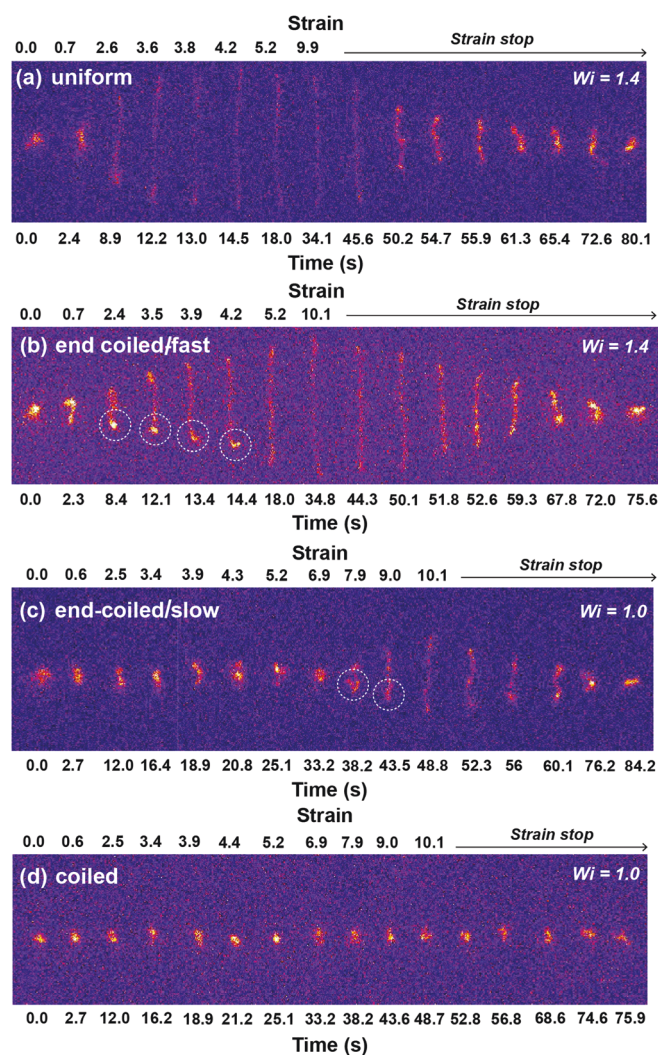 Strain
0.0 0.7 2.6 3.6 3.8 4.2 5.2 9.9 Strain stop
(a) uniform Wi = 1.4
0.0 2.4 8.9 12.2 13.0 14.5 18.0 34.1 45.6 50.2 54.7 55.9 61.3 65.4 72.6 80.1
Time (s)
Strain
0.0 0.7 2.4 3.5 3.9 4.2 5.2 10.1 Strain stop
(b) end coiled/fast Wi = 1.4
0.0 2.3 8.4 12.1 13.4 14.4 18.0 34.8 44.3 50.1 51.8 52.6 59.3 67.8 72.0 75.6
Time (s)
Strain
0.0 0.6 2.5 3.4 3.9 4.3 5.2 6.9 7.9 9.0 10.1 Strain stop
(c) end-coiled/slow Wi = 1.0
0.0 2.7 12.0 16.4 18.9 20.8 25.1 33.2 38.2 43.5 48.8 52.3 56 60.1 76.2 84.2
Time (s)
Strain
0.0 0.6 2.5 3.4 3.9 4.4 5.2 6.9 7.9 9.0 10.1 Strain stop
(d) coiled Wi = 1.0
0.0 2.7 12.0 16.2 18.9 21.2 25.1 33.2 38.2 43.6 48.7 52.8 56.8 68.6 74.6 75.9
Time (s)